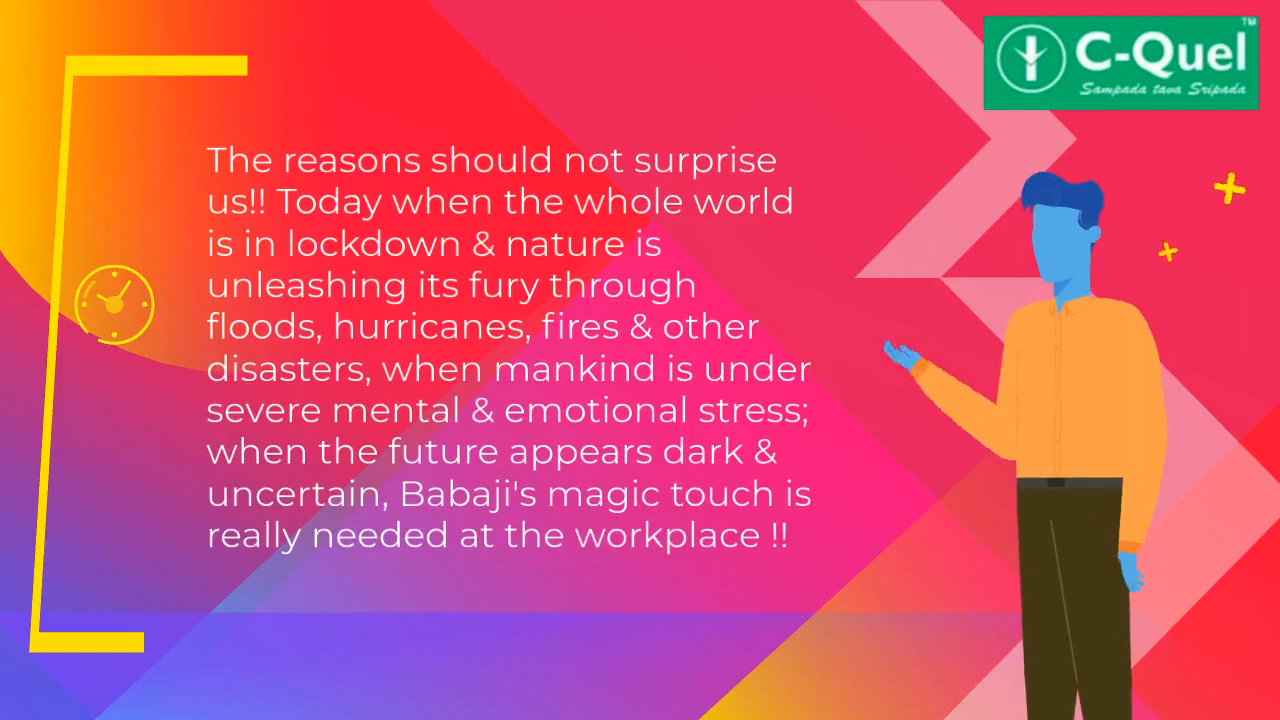 C-Quel
TM
Sampada tava Sripada
The reasons should not surprise
us!! Today when the whole world
is in lockdown & nature is
unleashing its fury through
floods, hurricanes, fires & other
disasters, when mankind is under
severe mental & emotional stress;
when the future appears dark &
uncertain, Babaji's magic touch is
really needed at the workplace !!